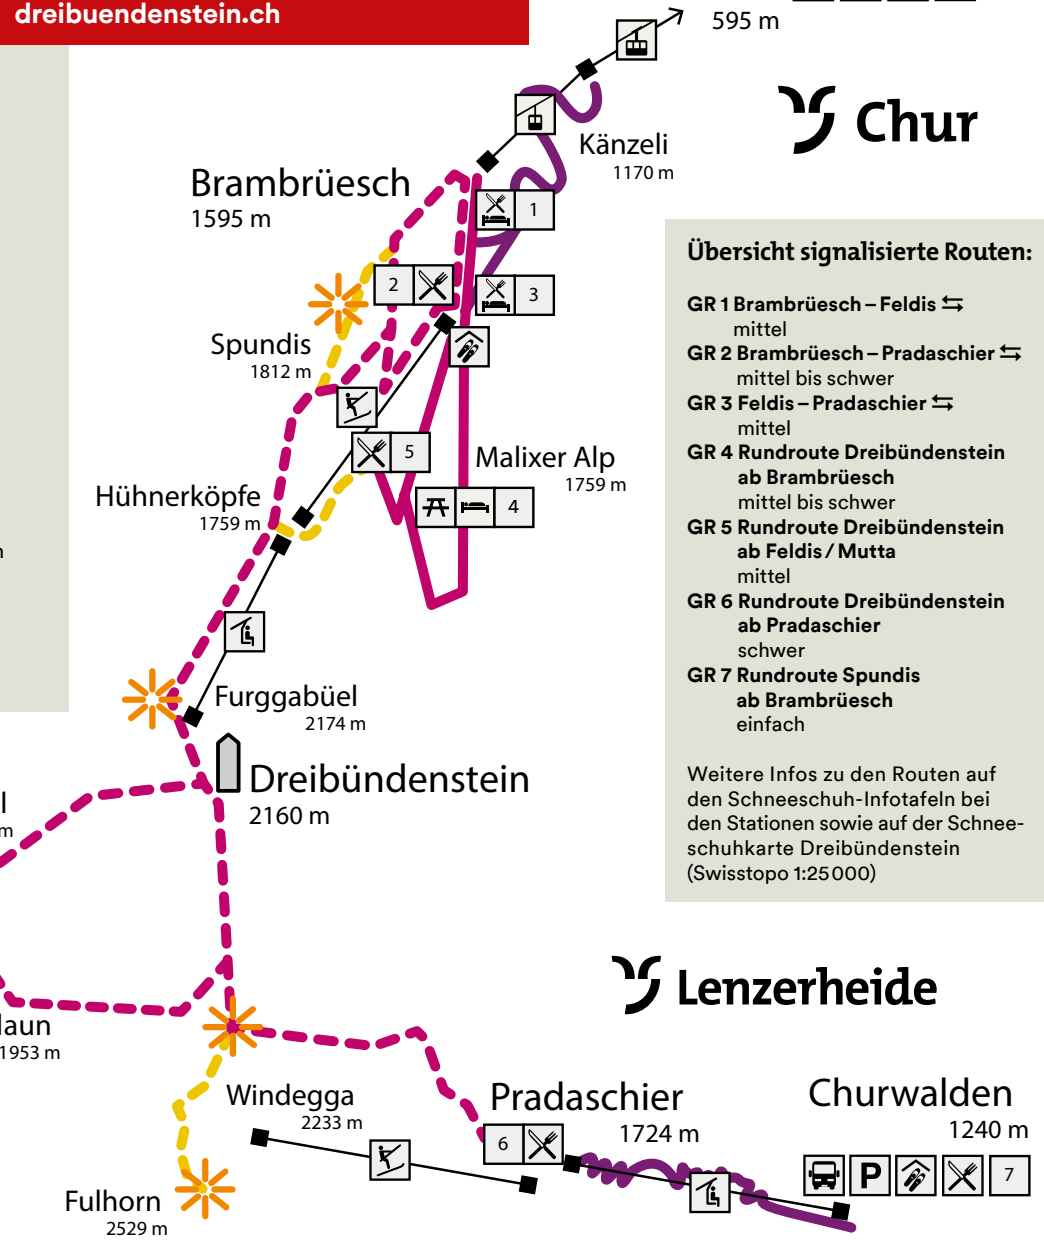 dreibuendenstein.ch
595 m
Chur
Känzeli
1170 m
Brambrüesch
1595 m
1
2
3
Spundis
1812 m
5
Malixer Alp
1759 m
4
Hühnerköpfe
1759 m
Furggabüel
2174 m
Dreibündenstein
2160 m
Übersicht signalisierte Routen:
GR 1 Brambrüesch – Feldis ⇆
mittel
GR 2 Brambrüesch – Pradaschier ⇆
mittel bis schwer
GR 3 Feldis – Pradaschier ⇆
mittel
GR 4 Rundroute Dreibündenstein
ab Brambrüesch
mittel bis schwer
GR 5 Rundroute Dreibündenstein
ab Feldis / Mutta
mittel
GR 6 Rundroute Dreibündenstein
ab Pradaschier
schwer
GR 7 Rundroute Spundis
ab Brambrüesch
einfach
Weitere Infos zu den Routen auf
den Schneeschuh-Infotafeln bei
den Stationen sowie auf der Schnee-
schuhkarte Dreibündenstein
(Swisstopo 1:25 000)
Lenzerheide
laun
1953 m
Windegga
2233 m
Pradaschier
1724 m
6
Churwalden
1240 m
P
7
Fulhorn
2529 m